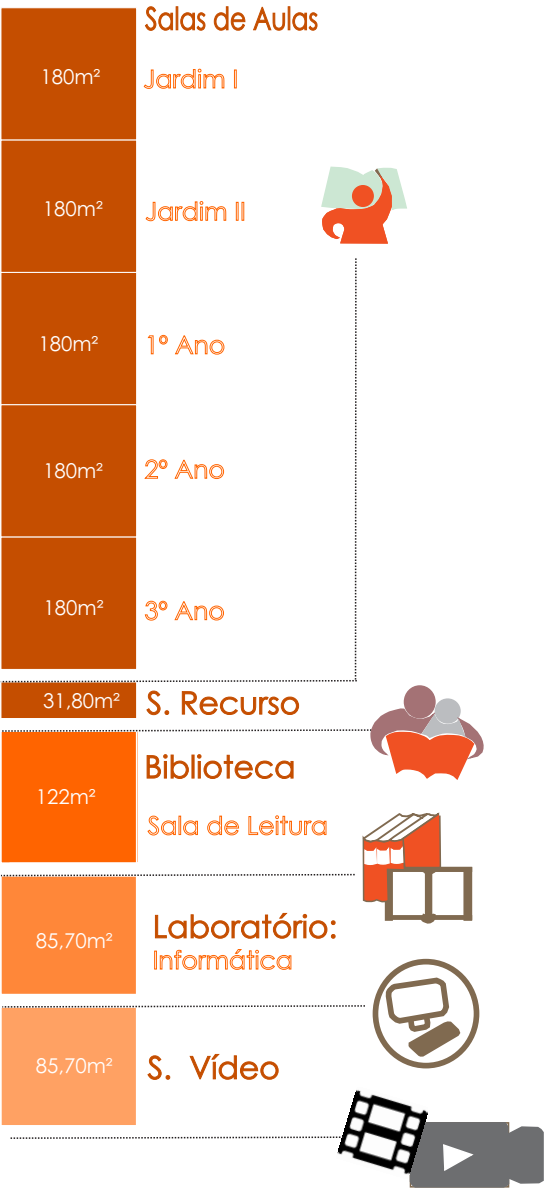 Salas de Aulas
180m² Jardim I
180m² Jardim II
180m² 1º Ano
180m² 2º Ano
180m² 3º Ano
31,80m² S. Recurso
Biblioteca
122m²
Sala de Leitura
Laboratório:
85,70m²
Informática
85,70m² S. Vídeo